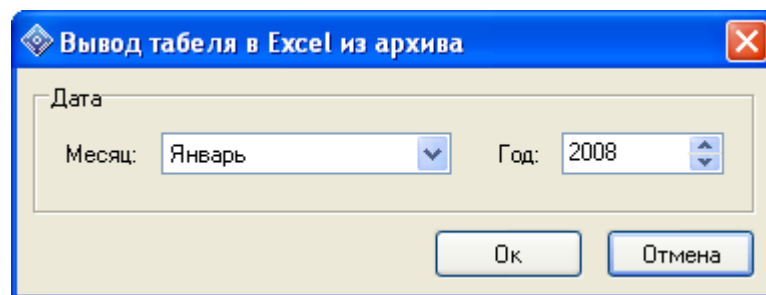 Вывод табеля в Excel из архива
Дата
Месяц: Январь Год: 2008
Ок Отмена